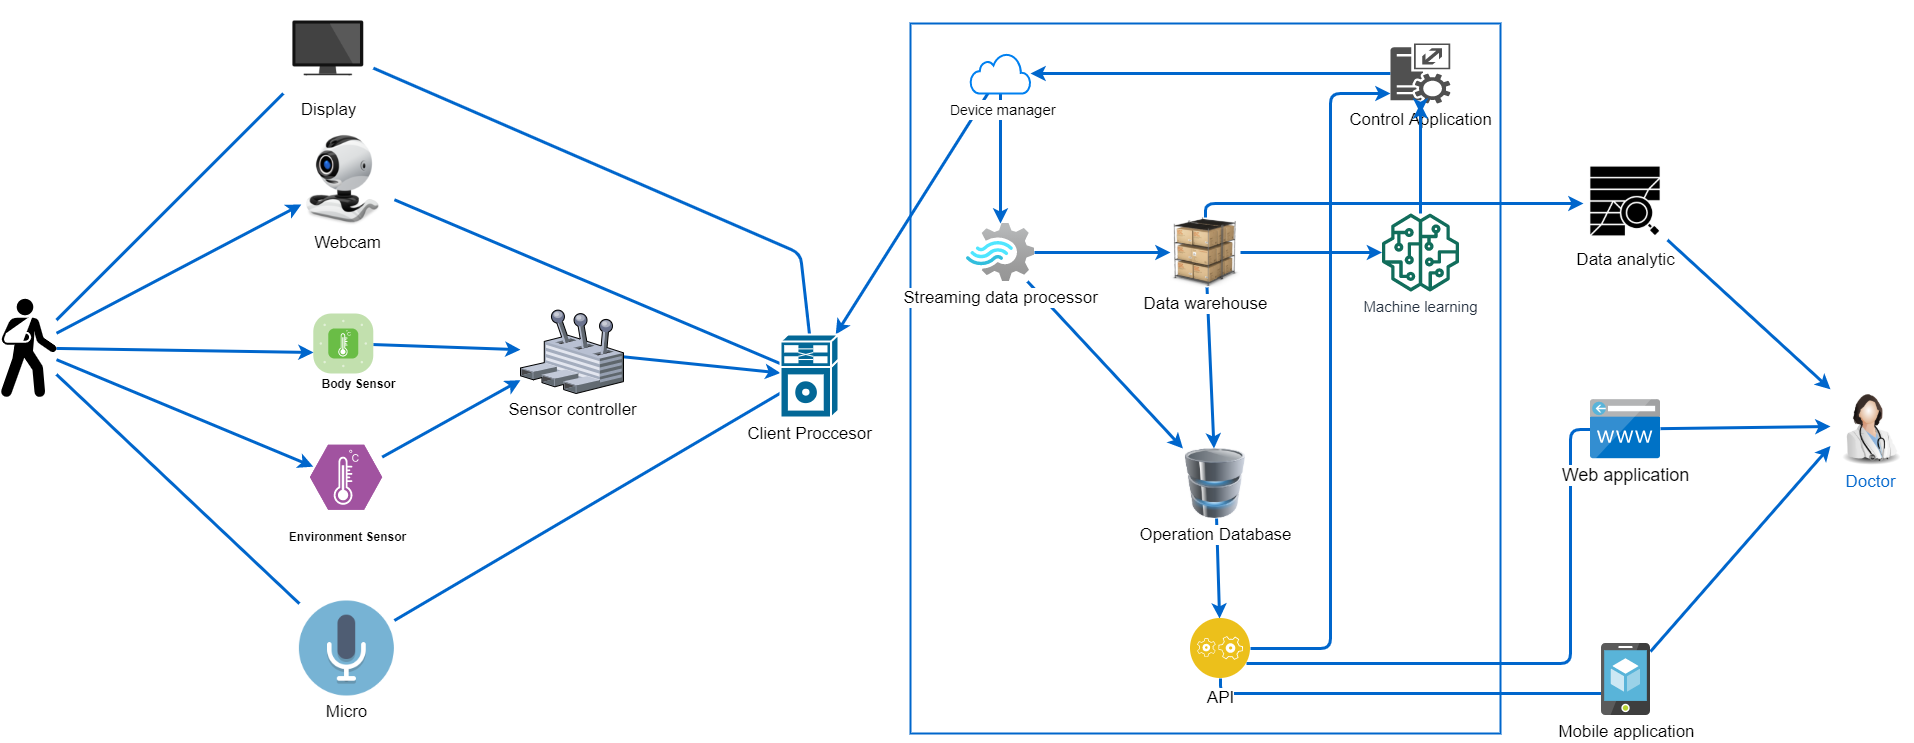 Display
Webcam
Body Sensor
°C
Environment Sensor
°C
Micro
Sensor controller
Client Proccesor
Device manager
Control Application
Streaming data processor
Data warehouse
Machine learning
Operation Database
API
Data analytic
WWW
Web application
Doctor
Mobile application